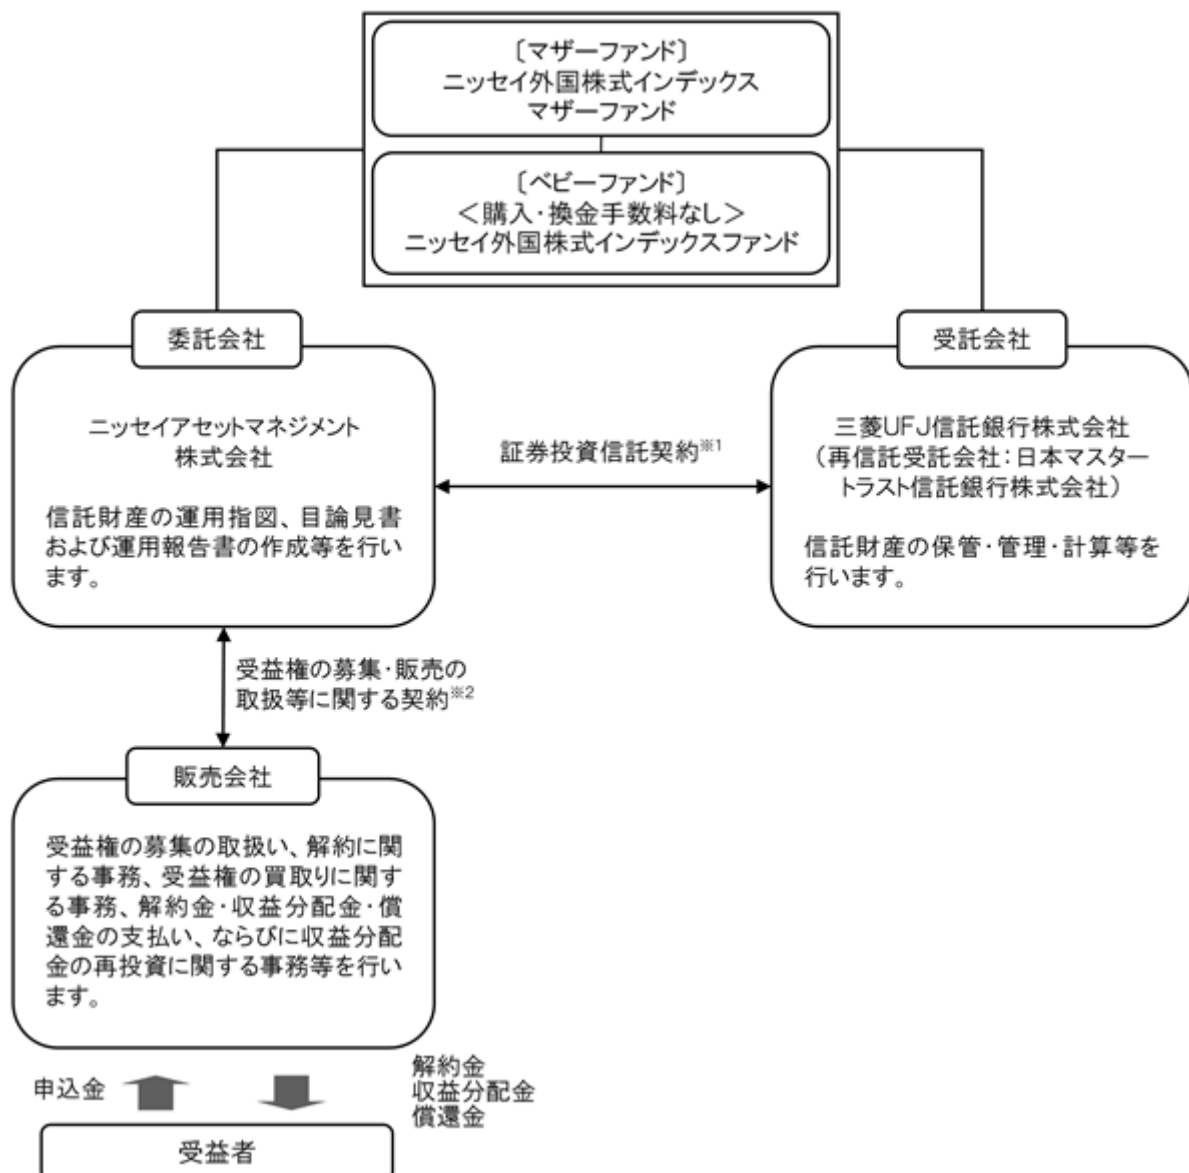 〔マザーファンド〕
ニッセイ外国株式インデックス
マザーファンド
〔ベビーファンド〕
＜購入・換金手数料なし＞
ニッセイ外国株式インデックスファンド
委託会社
ニッセイアセットマネジメント
株式会社
信託財産の運用指図、目論見書
および運用報告書の作成等を行い
ます。
証券投資信託契約※1
受託会社
三菱UFJ信託銀行株式会社
（再信託受託会社：日本マスター
トラスト信託銀行株式会社）
信託財産の保管・管理・計算等を
行います。
受益権の募集・販売の
取扱等に関する契約※2
販売会社
受益権の募集の取扱い、解約に関
する事務、受益権の買取りに関す
る事務、解約金・収益分配金・償
還金の支払い、ならびに収益分配
金の再投資に関する事務等を行い
ます。
申込金
解約金
収益分配金
償還金
受益者